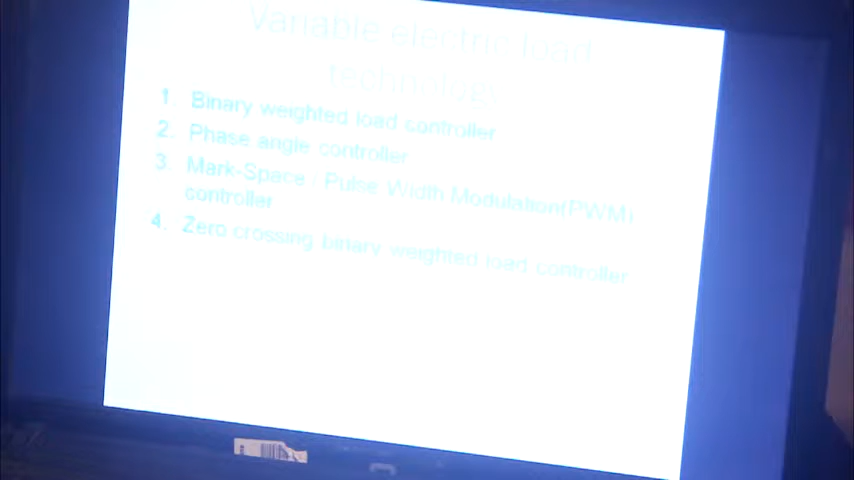 Variable electric load
technology
1. Binary weighted load controller
2. Phase angle controller
3. Mark-Space / Pulse Width Modulation(PWM)
controller
4. Zero crossing binary weighted load controller